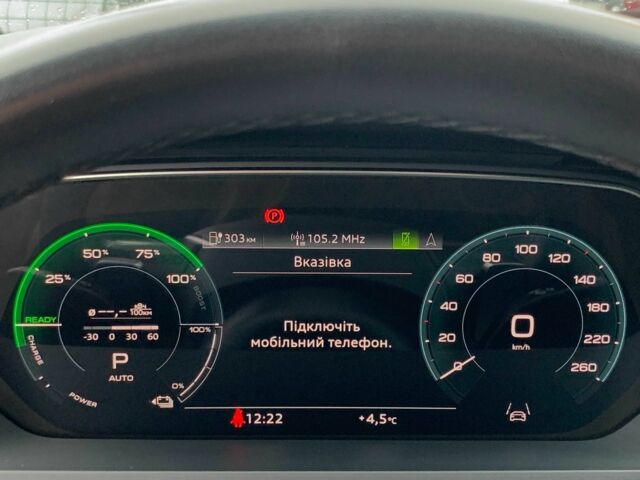 P
303 км
105.2 MHz
Вказівка
Підключіть
мобільний телефон.
25%
50%
75%
100%
BOOST
READY
CHARGE
POWER
ø --,- кВч
100км
-30 0 30 60
P
AUTO
100%
0%
0
20
40
60
80
100
120
140
180
220
260
0
km/h
12:22
+4,5°C